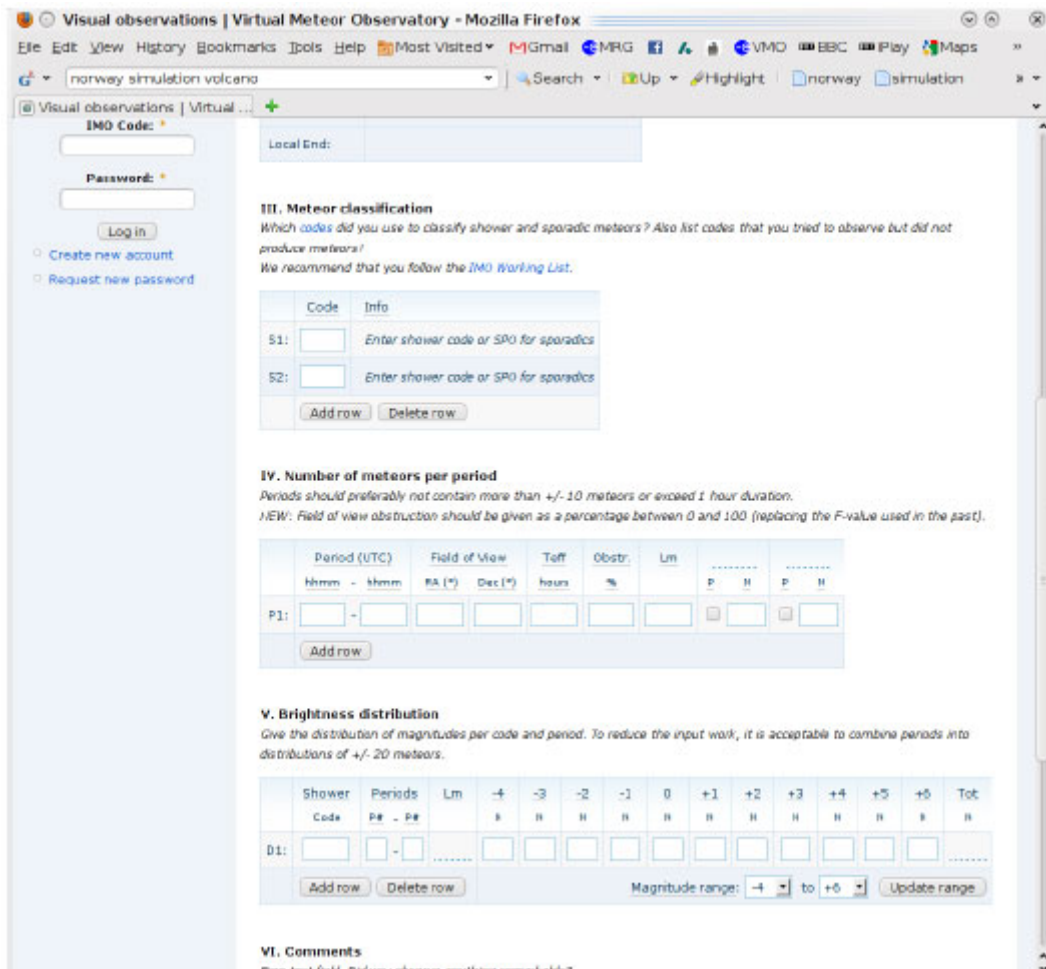 Visual observations | Virtual Meteor Observatory - Mozilla Firefox
File Edit View History Bookmarks Tools Help Most Visited Gmail MRG VMO BBC iPlay Maps »
norway simulation volcano Search Up Highlight norway simulation »
Visual observations | Virtual ...
IMO Code: *
Password: *
Log in
Create new account
Request new password
Local End:
III. Meteor classification
Which codes did you use to classify shower and sporadic meteors? Also list codes that you tried to observe but did not
produce meteors!
We recommend that you follow the IMO Working List.
Code Info
S1: Enter shower code or SPO for sporadics
S2: Enter shower code or SPO for sporadics
Add row Delete row
IV. Number of meteors per period
Periods should preferably not contain more than +/- 10 meteors or exceed 1 hour duration.
NEW: Field of view obstruction should be given as a percentage between 0 and 100 (replacing the F-value used in the past).
Period (UTC) Field of View Teff Obstr. Lm ........ ........
hhmm - hhmm RA (°) Dec (°) hours % P N P N
P1: -
Add row
V. Brightness distribution
Give the distribution of magnitudes per code and period. To reduce the input work, it is acceptable to combine periods into
distributions of +/- 20 meteors.
Shower Periods Lm -4 -3 -2 -1 0 +1 +2 +3 +4 +5 +6 Tot
Code P# - P# N N N N N N N N N N N N
D1: - ....... .......
Add row Delete row Magnitude range: -4 to +6 Update range
VI. Comments